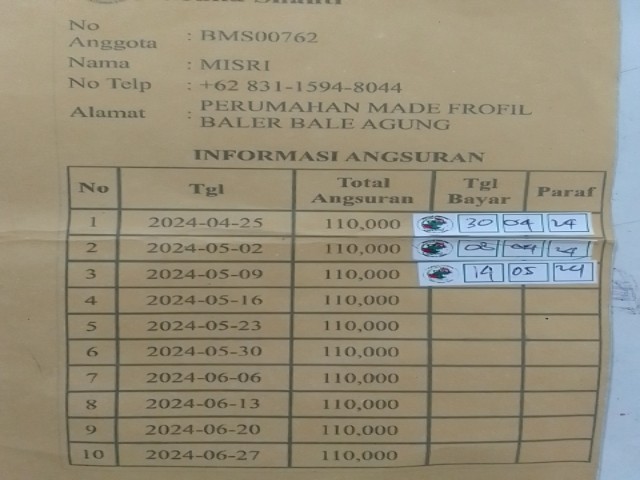 No
Anggota : BMS00762
Nama : MISRI
No Telp : +62 831-1594-8044
Alamat : PERUMAHAN MADE FROFIL
BALER BALE AGUNG
INFORMASI ANGSURAN
No Tgl Total Angsuran Tgl Bayar Paraf
1 2024-04-25 110,000 30 04 24
2 2024-05-02 110,000 04 24
3 2024-05-09 110,000 14 05 24
4 2024-05-16 110,000
5 2024-05-23 110,000
6 2024-05-30 110,000
7 2024-06-06 110,000
8 2024-06-13 110,000
9 2024-06-20 110,000
10 2024-06-27 110,000